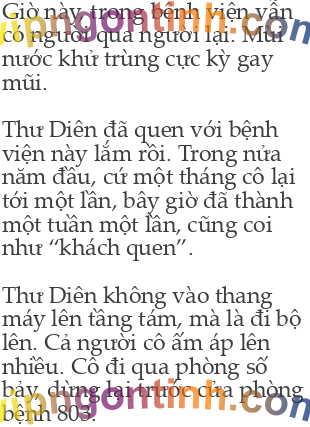 Giờ này, trong bệnh viện vẫn
có người qua người lại. Mùi
nước khử trùng cực kỳ gay
mũi.
Thư Diên đã quen với bệnh
viện này lắm rồi. Trong nửa
năm đầu, cứ một tháng cô lại
tới một lần, bây giờ đã thành
một tuần một lần, cũng coi
như “khách quen”.
Thư Diên không vào thang
máy lên tầng tám, mà là đi bộ
lên. Cả người cô ấm áp lên
nhiều. Cô đi qua phòng số
bảy, dừng lại trước cửa phòng
bệnh 803.